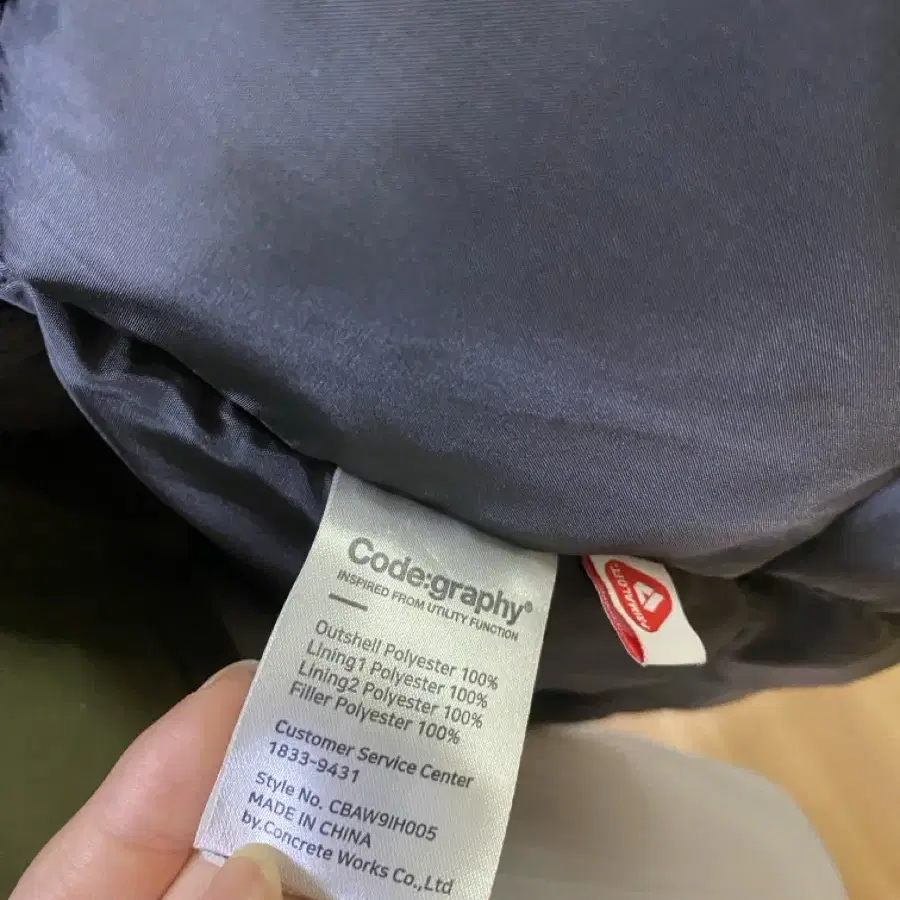 Code:graphy®
INSPIRED FROM UTILITY FUNCTION
Outshell Polyester 100%
Lining1 Polyester 100%
Lining2 Polyester 100%
Filler Polyester 100%
Customer Service Center
1833-9431
Style No. CBAW9IH005
MADE IN CHINA
by.Concrete Works Co.,Ltd